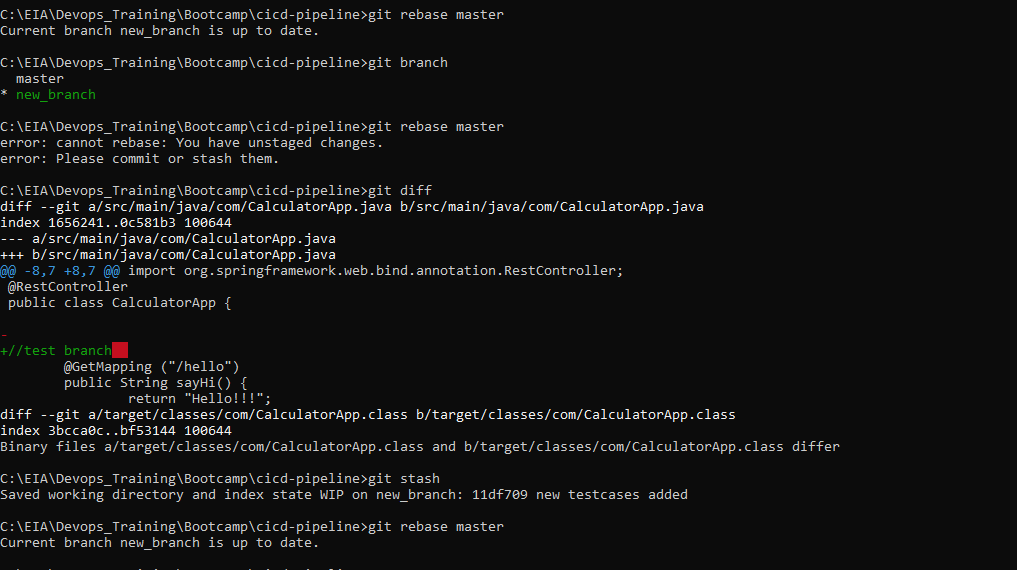 C:\EIA\Devops_Training\Bootcamp\cicd-pipeline>git rebase master
Current branch new_branch is up to date.
C:\EIA\Devops_Training\Bootcamp\cicd-pipeline>git branch
  master
* new_branch
C:\EIA\Devops_Training\Bootcamp\cicd-pipeline>git rebase master
error: cannot rebase: You have unstaged changes.
error: Please commit or stash them.
C:\EIA\Devops_Training\Bootcamp\cicd-pipeline>git diff
diff --git a/src/main/java/com/CalculatorApp.java b/src/main/java/com/CalculatorApp.java
index 1656241..0c581b3 100644
--- a/src/main/java/com/CalculatorApp.java
+++ b/src/main/java/com/CalculatorApp.java
@@ -8,7 +8,7 @@ import org.springframework.web.bind.annotation.RestController;
 @RestController
 public class CalculatorApp {
-
+//test branch
        @GetMapping ("/hello")
        public String sayHi() {
                return "Hello!!!";
diff --git a/target/classes/com/CalculatorApp.class b/target/classes/com/CalculatorApp.class
index 3bcca0c..bf53144 100644
Binary files a/target/classes/com/CalculatorApp.class and b/target/classes/com/CalculatorApp.class differ
C:\EIA\Devops_Training\Bootcamp\cicd-pipeline>git stash
Saved working directory and index state WIP on new_branch: 11df709 new testcases added
C:\EIA\Devops_Training\Bootcamp\cicd-pipeline>git rebase master
Current branch new_branch is up to date.